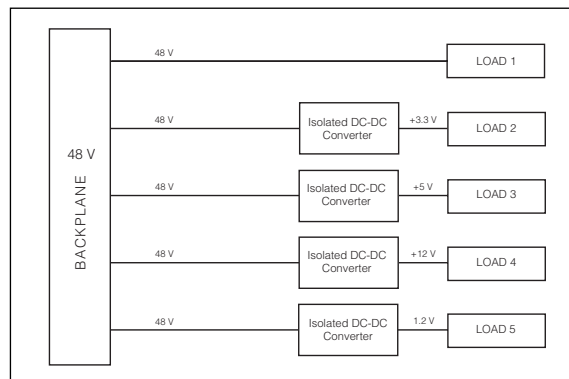 48 V
BACKPLANE
48 V
LOAD 1
48 V
Isolated DC-DC
Converter
+3.3 V
LOAD 2
48 V
Isolated DC-DC
Converter
+5 V
LOAD 3
48 V
Isolated DC-DC
Converter
+12 V
LOAD 4
48 V
Isolated DC-DC
Converter
1.2 V
LOAD 5